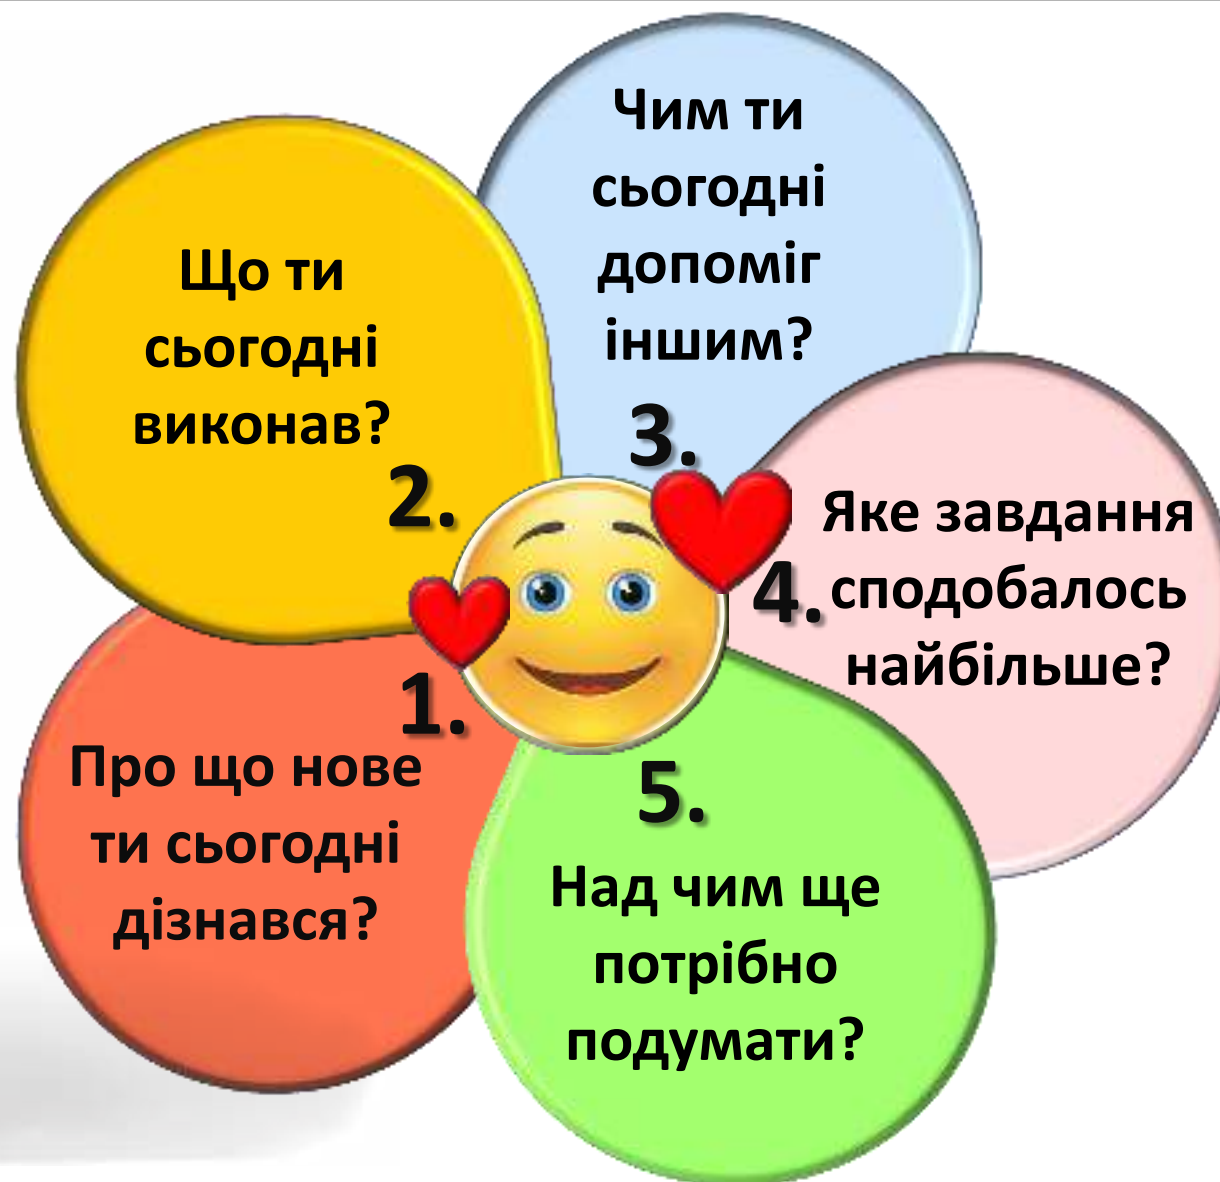 1.
Про що нове
ти сьогодні
дізнався?
2.
Що ти
сьогодні
виконав?
3.
Чим ти
сьогодні
допоміг
іншим?
4.
Яке завдання
сподобалось
найбільше?
5.
Над чим ще
потрібно
подумати?